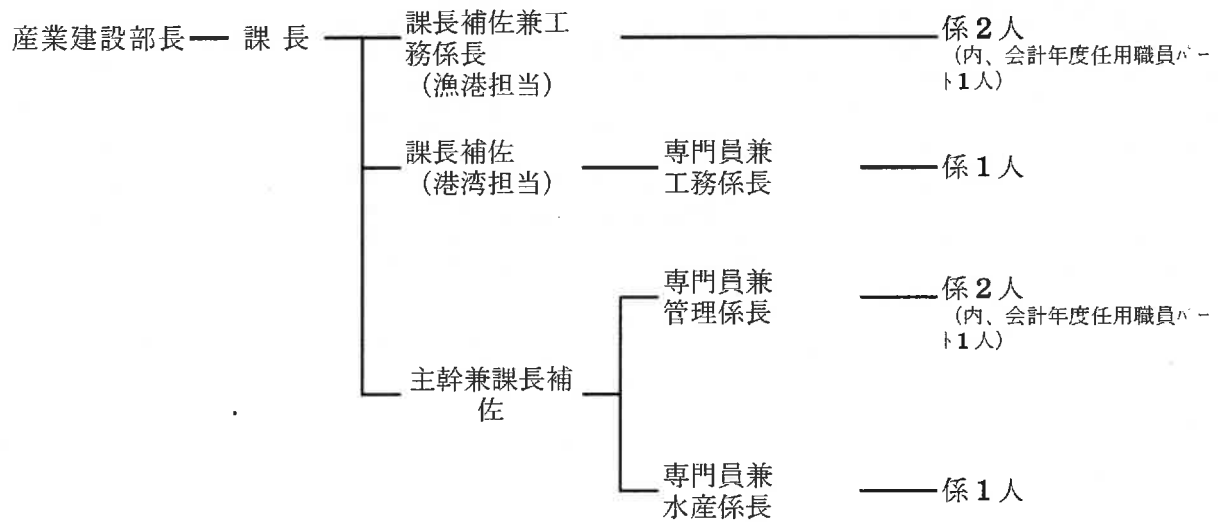 産業建設部長 課長
課長補佐兼工
務係長
（漁港担当）
係2人
（内、会計年度任用職員パー
ト1人）
課長補佐
（港湾担当）
専門員兼
工務係長
係1人
専門員兼
管理係長
係2人
（内、会計年度任用職員パー
ト1人）
主幹兼課長補
佐
専門員兼
水産係長
係1人